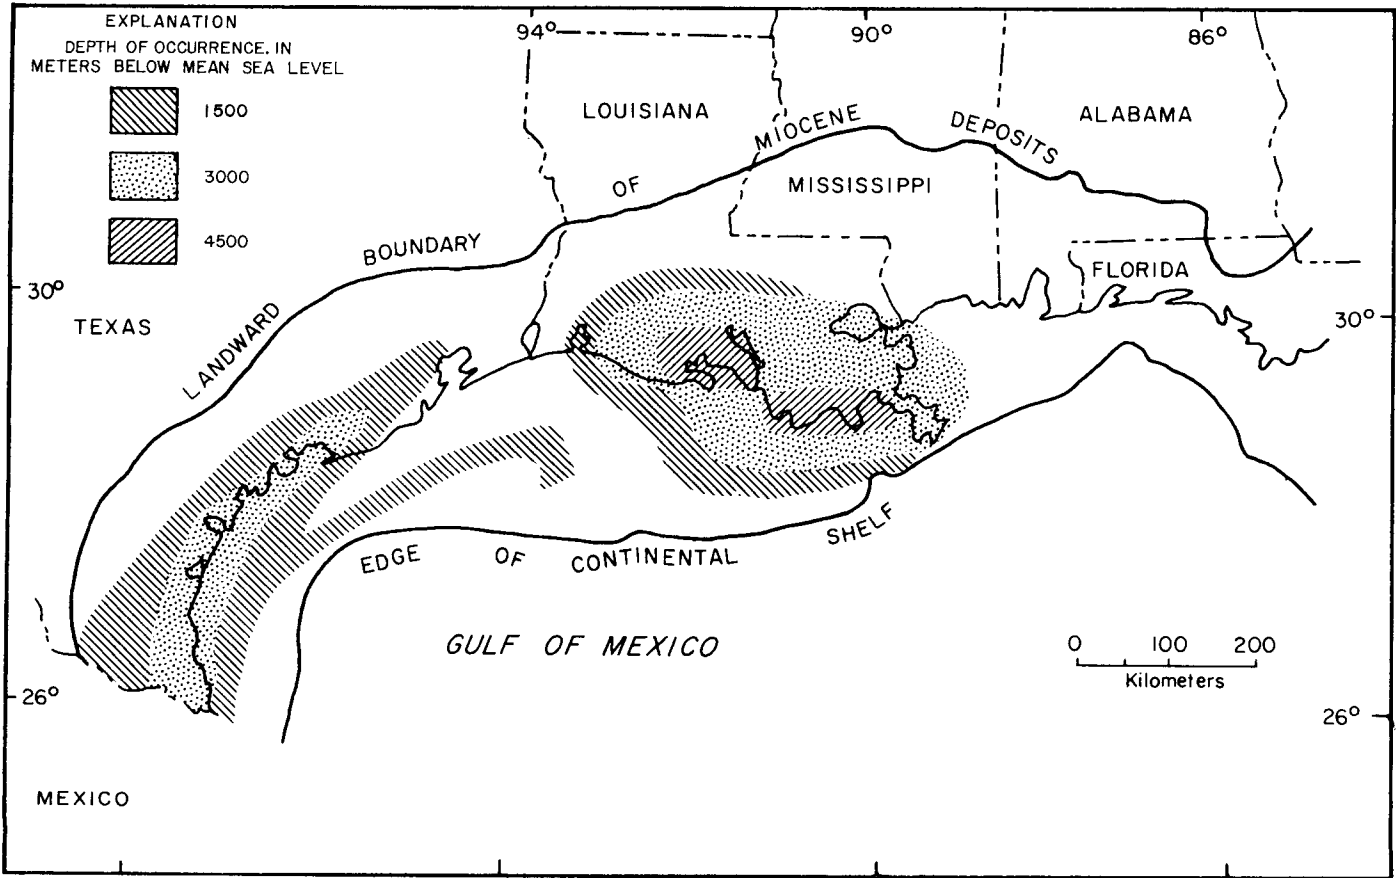 EXPLANATION
DEPTH OF OCCURRENCE, IN
METERS BELOW MEAN SEA LEVEL
1500
3000
4500
94°
90°
86°
LOUISIANA
ALABAMA
MISSISSIPPI
FLORIDA
LANDWARD BOUNDARY OF MIOCENE DEPOSITS
30°
TEXAS
30°
EDGE OF CONTINENTAL SHELF
GULF OF MEXICO
0 100 200
Kilometers
26°
26°
MEXICO